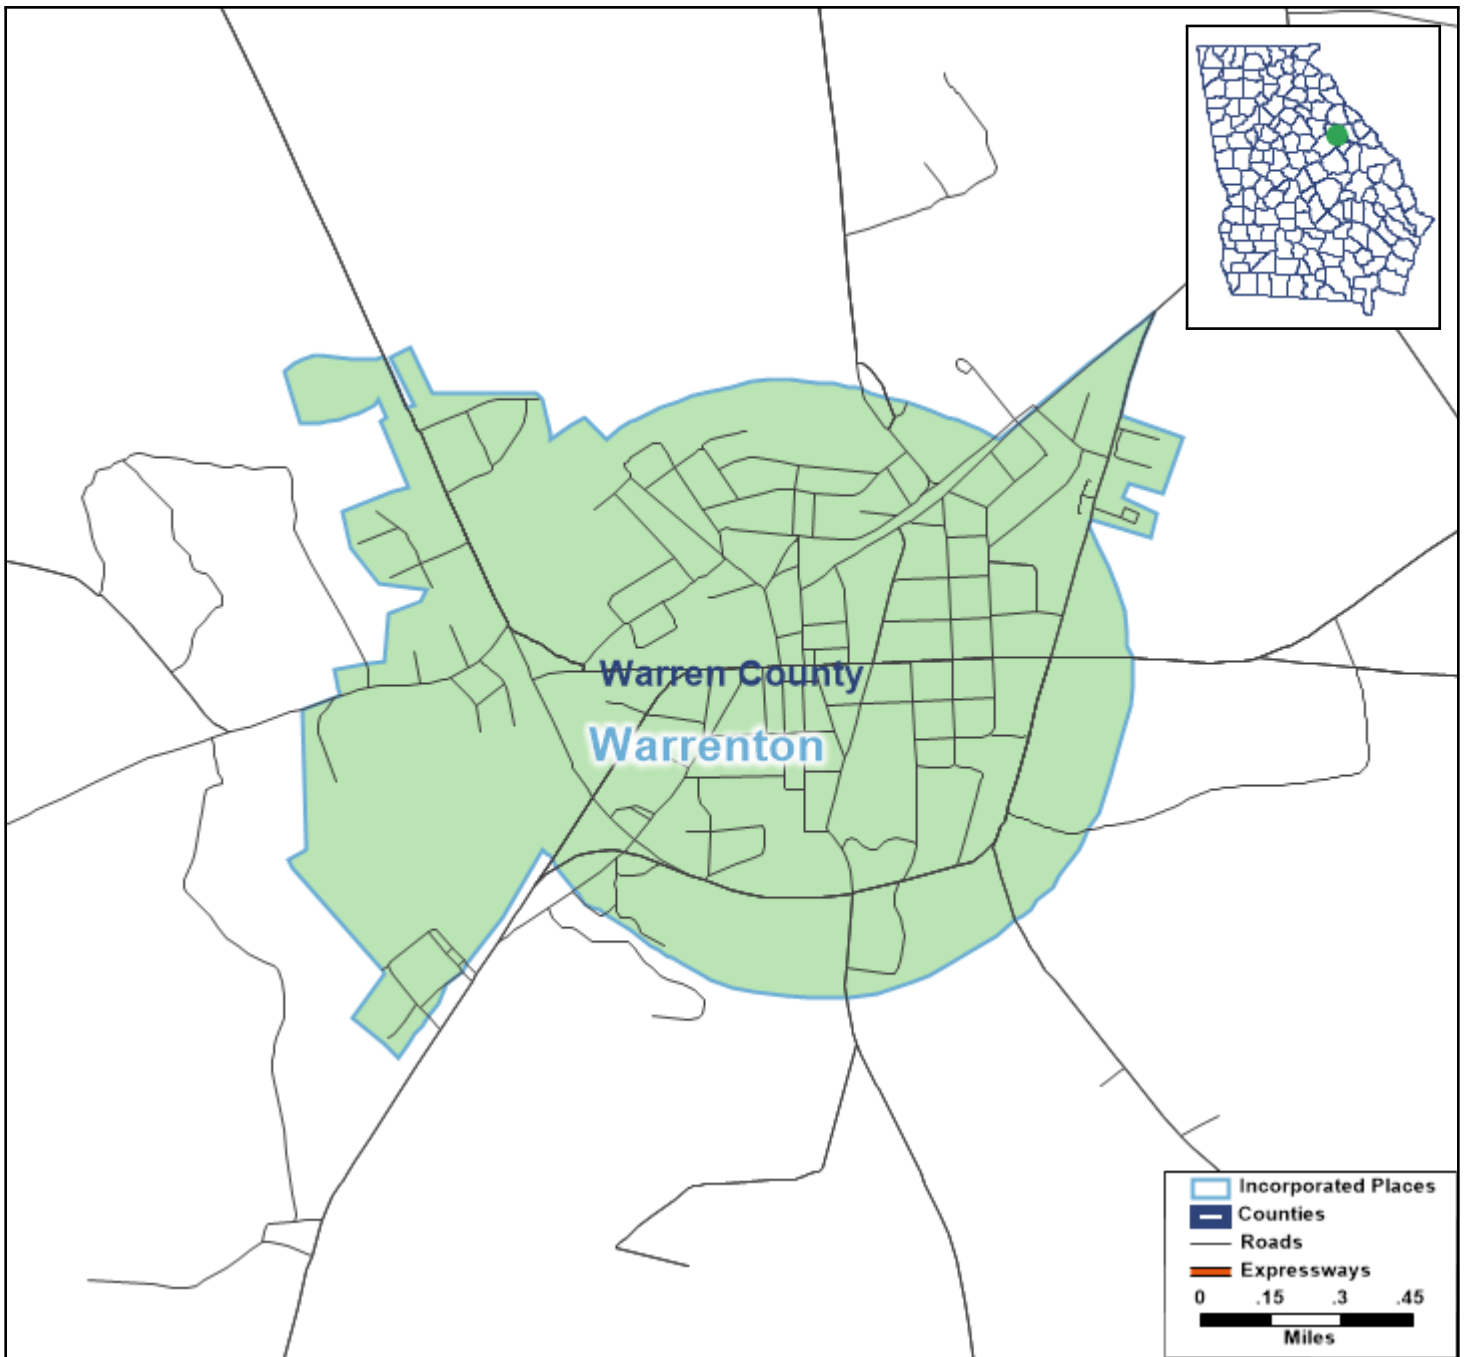 Warren County
Warrenton
Incorporated Places
Counties
Roads
Expressways
0 .15 .3 .45
Miles